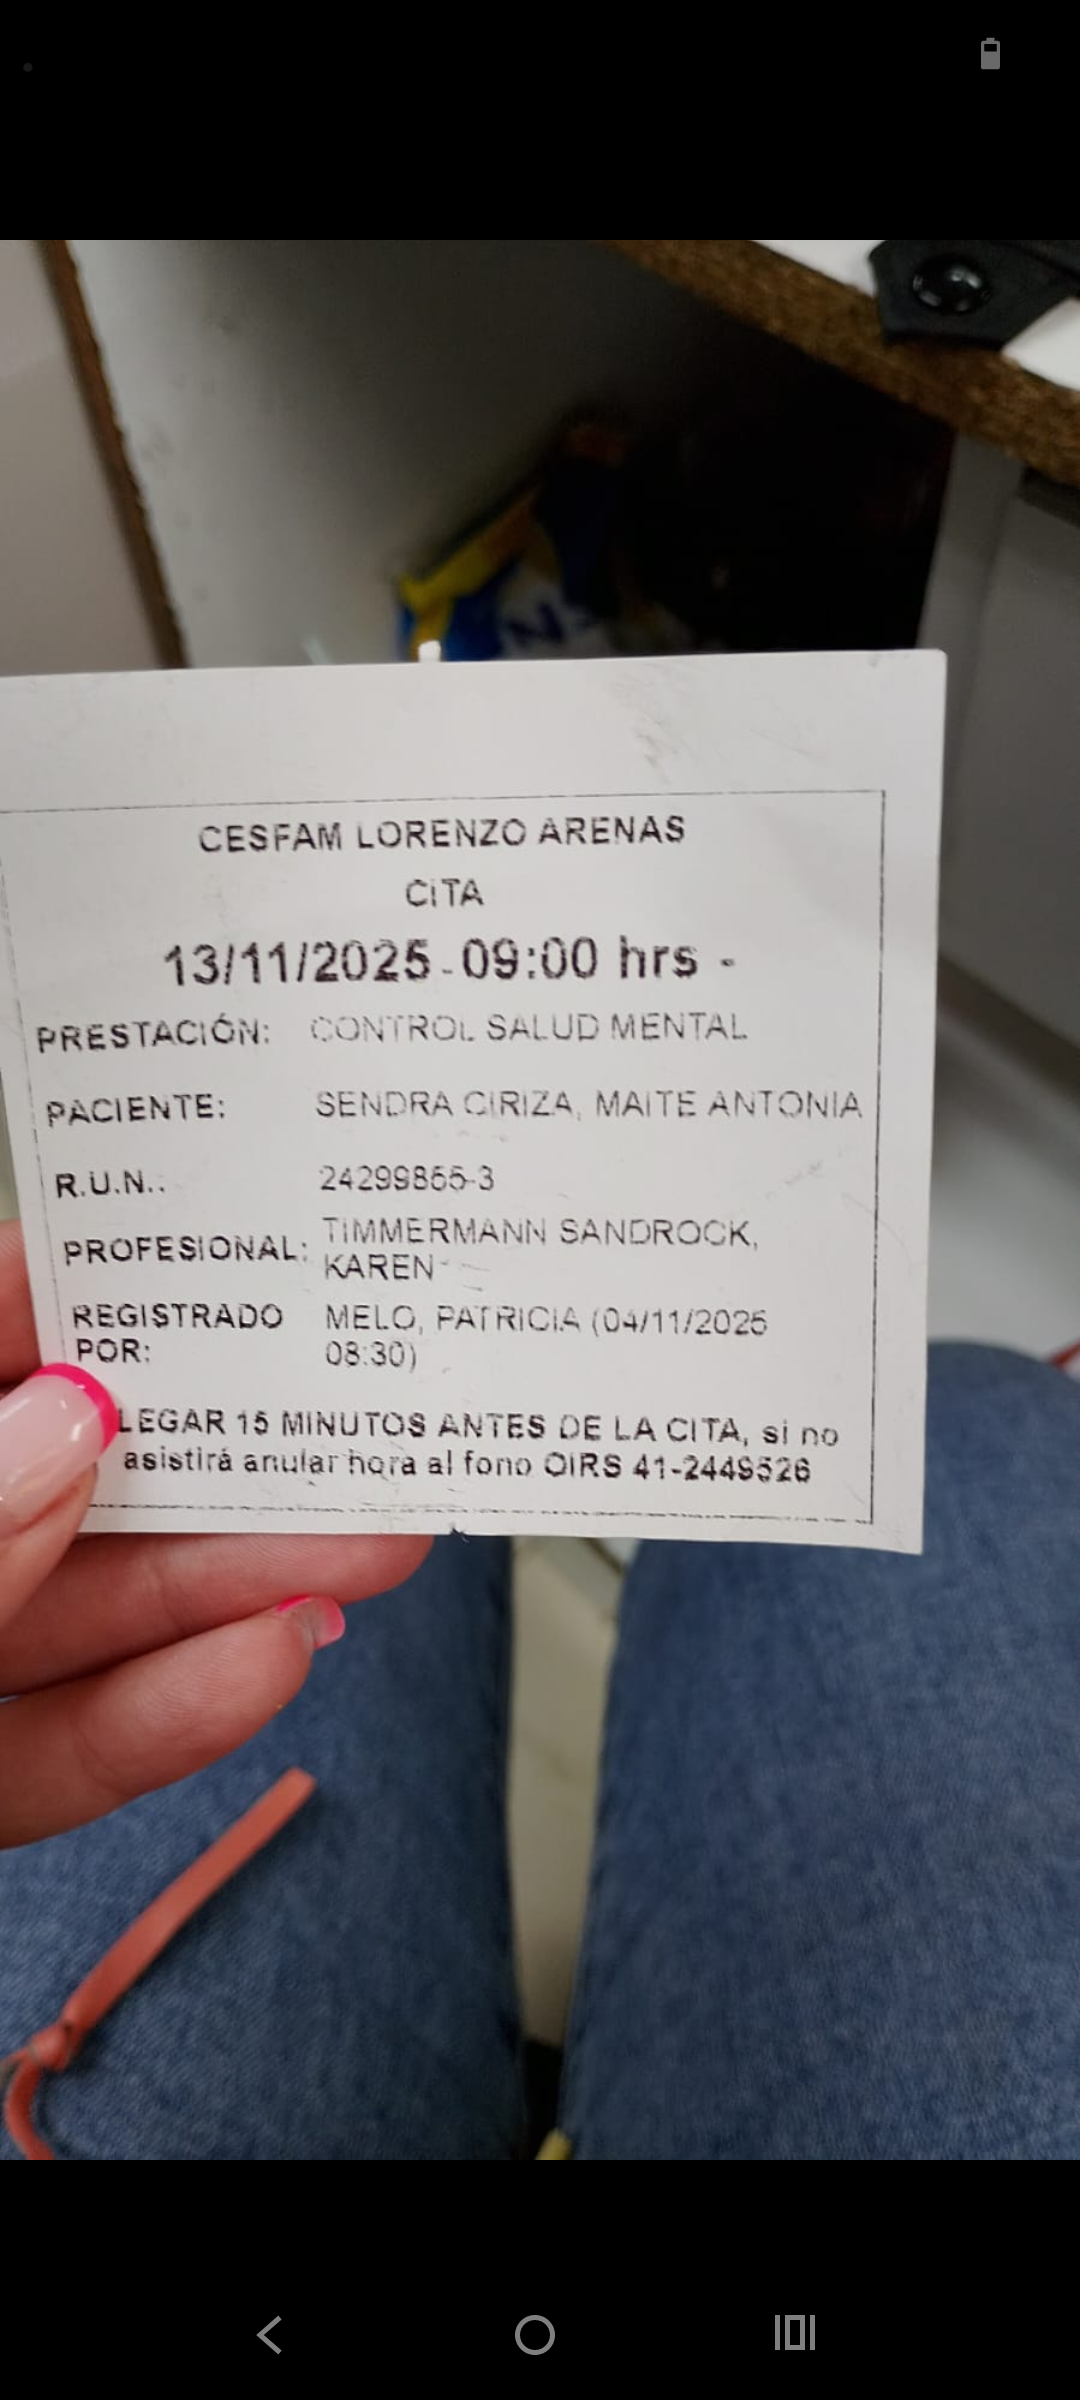 CESFAM LORENZO ARENAS
CITA
13/11/2025 - 09:00 hrs -
PRESTACIÓN: CONTROL SALUD MENTAL
PACIENTE: SENDRA CIRIZA, MAITE ANTONIA
R.U.N.: 24299855-3
PROFESIONAL: TIMMERMANN SANDROCK, KAREN
REGISTRADO POR: MELO, PATRICIA (04/11/2025 08:30)
LEGAR 15 MINUTOS ANTES DE LA CITA, si no
asistirá anular hora al fono OIRS 41-2449526